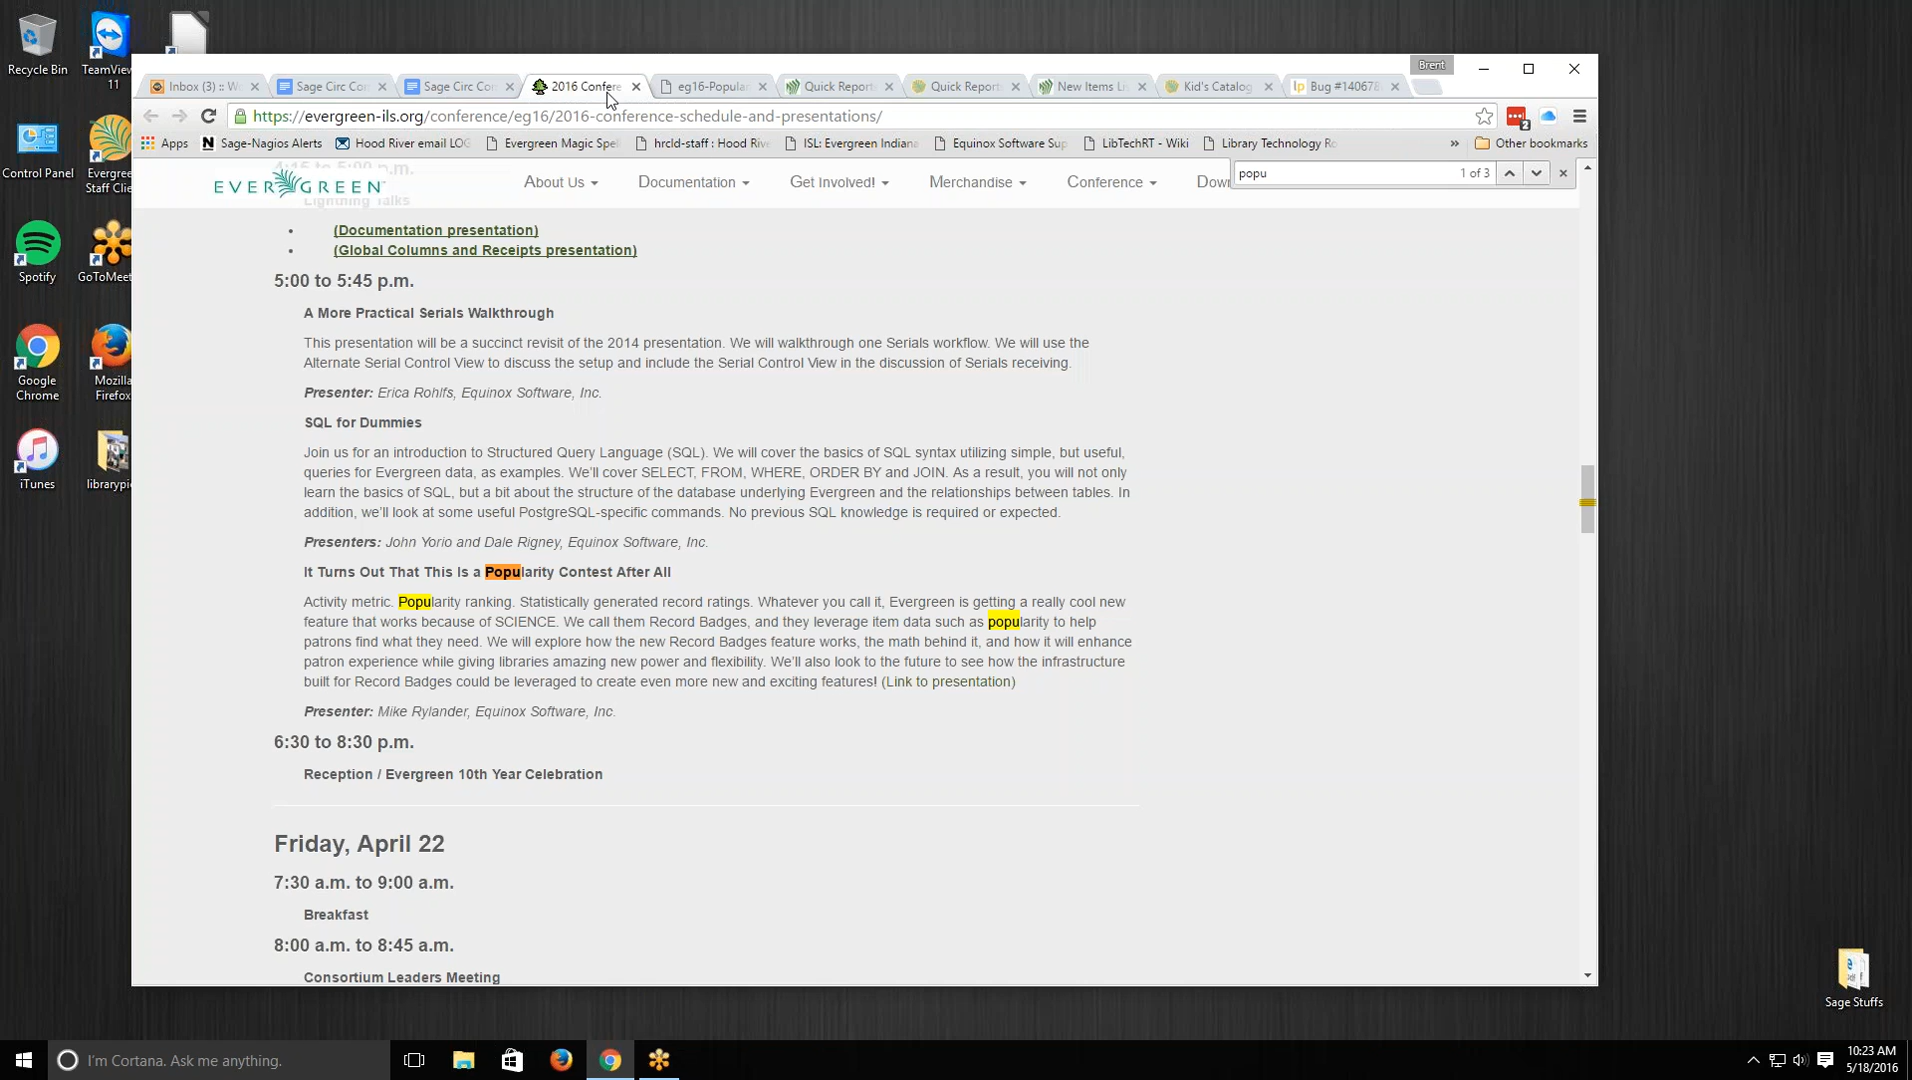 Recycle Bin
TeamView
11
Control Panel
Evergreen
Staff Clie
Spotify
GoToMeet
Google
Chrome
Mozilla
Firefox
iTunes
librarypi
Brent
Inbox (3) :: W
Sage Circ Con
Sage Circ Con
2016 Confere
eg16-Popular
Quick Report
Quick Report
New Items Li
Kid's Catalog
Bug #140678
https://evergreen-ils.org/conference/eg16/2016-conference-schedule-and-presentations/
2
Apps
Sage-Nagios Alerts
Hood River email LOG
Evergreen Magic Spel
hrcld-staff : Hood Rive
ISL: Evergreen Indiana
Equinox Software Sup
LibTechRT - Wiki
Library Technology Ro
»
Other bookmarks
popu
1 of 3
4:15 to 5:00 p.m.
EVERGREEN
About Us
Documentation
Get Involved!
Merchandise
Conference
Down
Lightning Talks
• (Documentation presentation)
• (Global Columns and Receipts presentation)
5:00 to 5:45 p.m.
A More Practical Serials Walkthrough
This presentation will be a succinct revisit of the 2014 presentation. We will walkthrough one Serials workflow. We will use the
Alternate Serial Control View to discuss the setup and include the Serial Control View in the discussion of Serials receiving.
Presenter: Erica Rohlfs, Equinox Software, Inc.
SQL for Dummies
Join us for an introduction to Structured Query Language (SQL). We will cover the basics of SQL syntax utilizing simple, but useful,
queries for Evergreen data, as examples. We'll cover SELECT, FROM, WHERE, ORDER BY and JOIN. As a result, you will not only
learn the basics of SQL, but a bit about the structure of the database underlying Evergreen and the relationships between tables. In
addition, we'll look at some useful PostgreSQL-specific commands. No previous SQL knowledge is required or expected.
Presenters: John Yorio and Dale Rigney, Equinox Software, Inc.
It Turns Out That This Is a Popularity Contest After All
Activity metric. Popularity ranking. Statistically generated record ratings. Whatever you call it, Evergreen is getting a really cool new
feature that works because of SCIENCE. We call them Record Badges, and they leverage item data such as popularity to help
patrons find what they need. We will explore how the new Record Badges feature works, the math behind it, and how it will enhance
patron experience while giving libraries amazing new power and flexibility. We'll also look to the future to see how the infrastructure
built for Record Badges could be leveraged to create even more new and exciting features! (Link to presentation)
Presenter: Mike Rylander, Equinox Software, Inc.
6:30 to 8:30 p.m.
Reception / Evergreen 10th Year Celebration
Friday, April 22
7:30 a.m. to 9:00 a.m.
Breakfast
8:00 a.m. to 8:45 a.m.
Consortium Leaders Meeting
Sage Stuffs
I'm Cortana. Ask me anything.
10:23 AM
5/18/2016